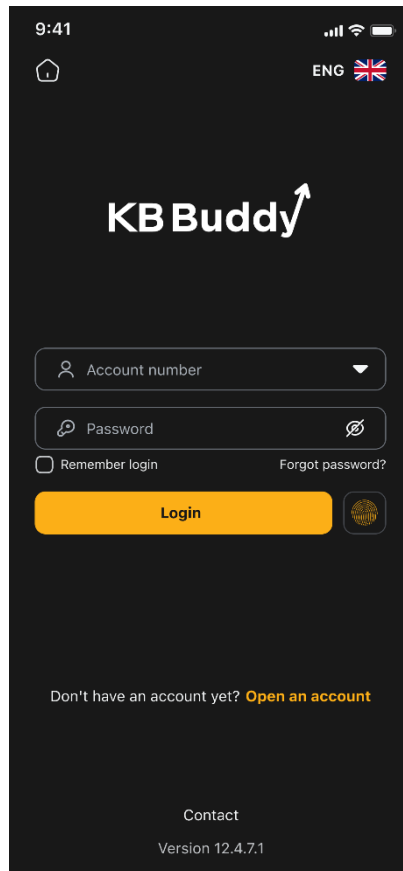 9:41
ENG
KB Buddy
Account number
Password
Remember login Forgot password?
Login
Don't have an account yet? Open an account
Contact
Version 12.4.7.1